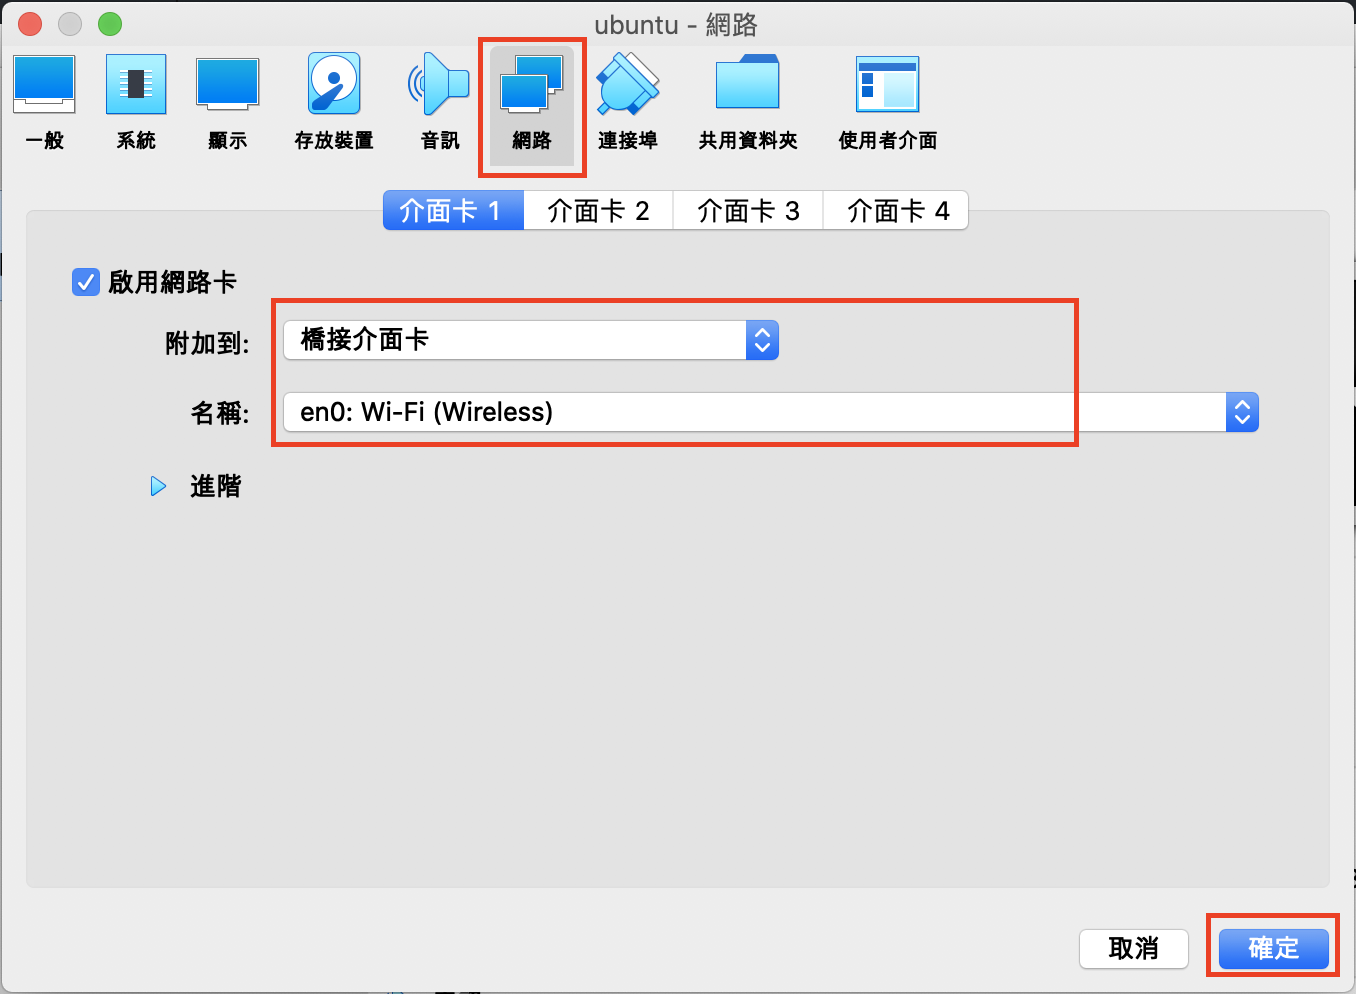 ubuntu - 網路
一般 系統 顯示 存放裝置 音訊 網路 連接埠 共用資料夾 使用者介面
介面卡 1 介面卡 2 介面卡 3 介面卡 4
啟用網路卡
附加到: 橋接介面卡
名稱: en0: Wi-Fi (Wireless)
進階
取消 確定